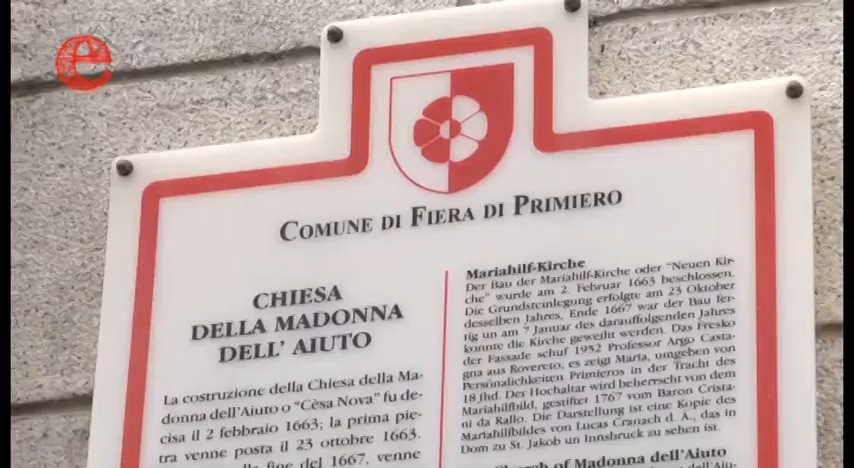 e
COMUNE DI FIERA DI PRIMIERO
CHIESA
DELLA MADONNA
DELL' AIUTO
La costruzione della Chiesa della Ma-
donna dell'Aiuto o "Cèsa Nova" fu de-
cisa il 2 febbraio 1663; la prima pie-
tra venne posta il 23 ottobre 1663.
fine del 1667, venne
Mariahilf-Kirche
Der Bau der Mariahilf-Kirche oder "Neuen Kir-
che" wurde am 2. Februar 1663 beschlossen.
Die Grundsreinlegung erfolgte am 23 Oktober
desselben Jahres. Ende 1667 war der Bau fer-
tig un am 7 Januar des darauffolgenden Jahres
konnte die Kirche geweiht werden. Das Fresko
der Fassade schuf 1952 Professor Argo Casta-
gna aus Rovereto, es zeigt Maria, umgeben von
Persönalichkeiten Primieros in der Tracht des
18 Jhd. Der Hochaltar wird beherrscht von dem
Mariahilfbild, gestiftet 1767 vom Baron Crista-
ni da Rallo. Die Darstellung ist eine Kopie des
Mariahilfbildes von Lucas Cranach d. A., das in
Dom zu St. Jakob un Innsbruck zu sehen ist.
Church of Madonna dell'Aiuto